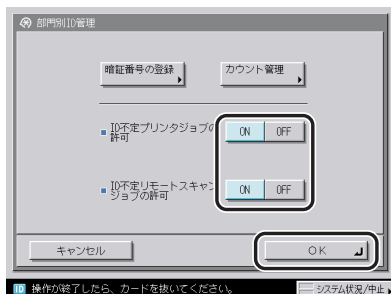 部門別ID管理
暗証番号の登録 カウント管理
ID不定プリンタジョブの
許可
ON OFF
ID不定リモートスキャン
ジョブの許可
ON OFF
キャンセル OK
ID 操作が終了したら、カードを抜いてください。 システム状況/中止